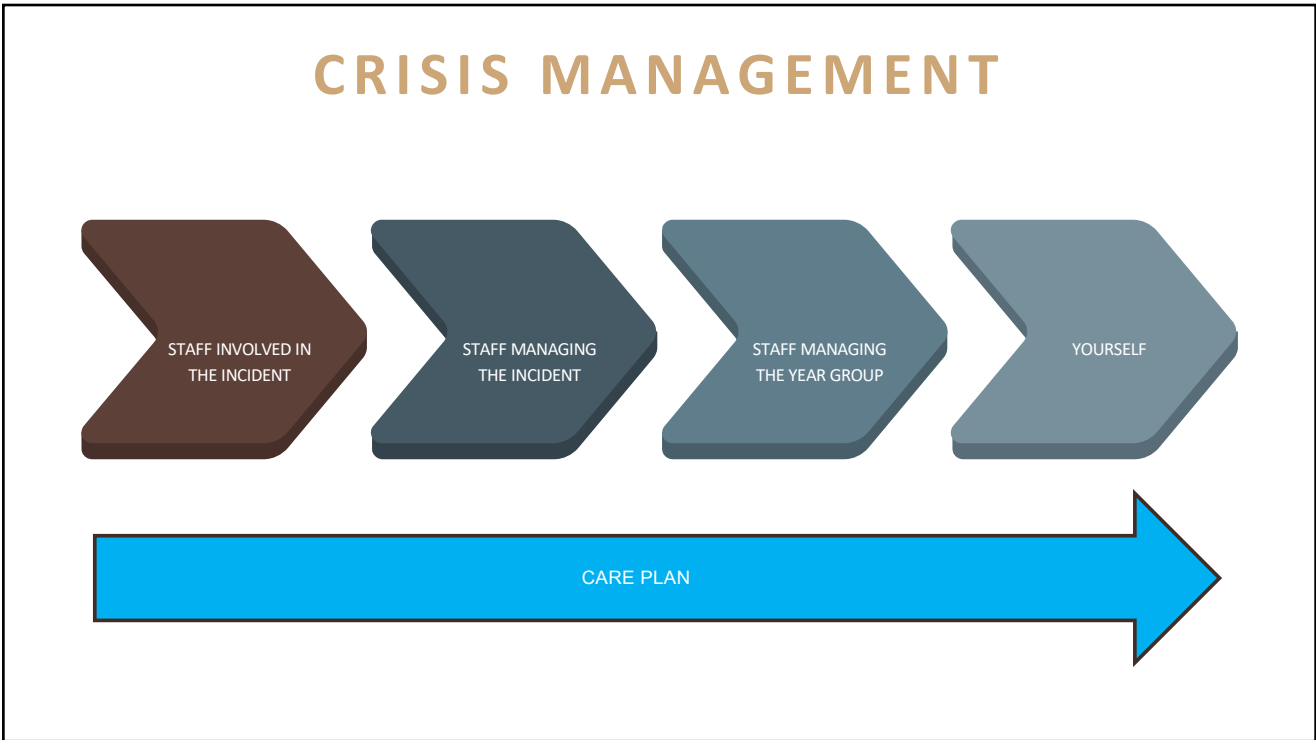 CRISIS MANAGEMENT
STAFF INVOLVED IN
THE INCIDENT
STAFF MANAGING
THE INCIDENT
STAFF MANAGING
THE YEAR GROUP
YOURSELF
CARE PLAN